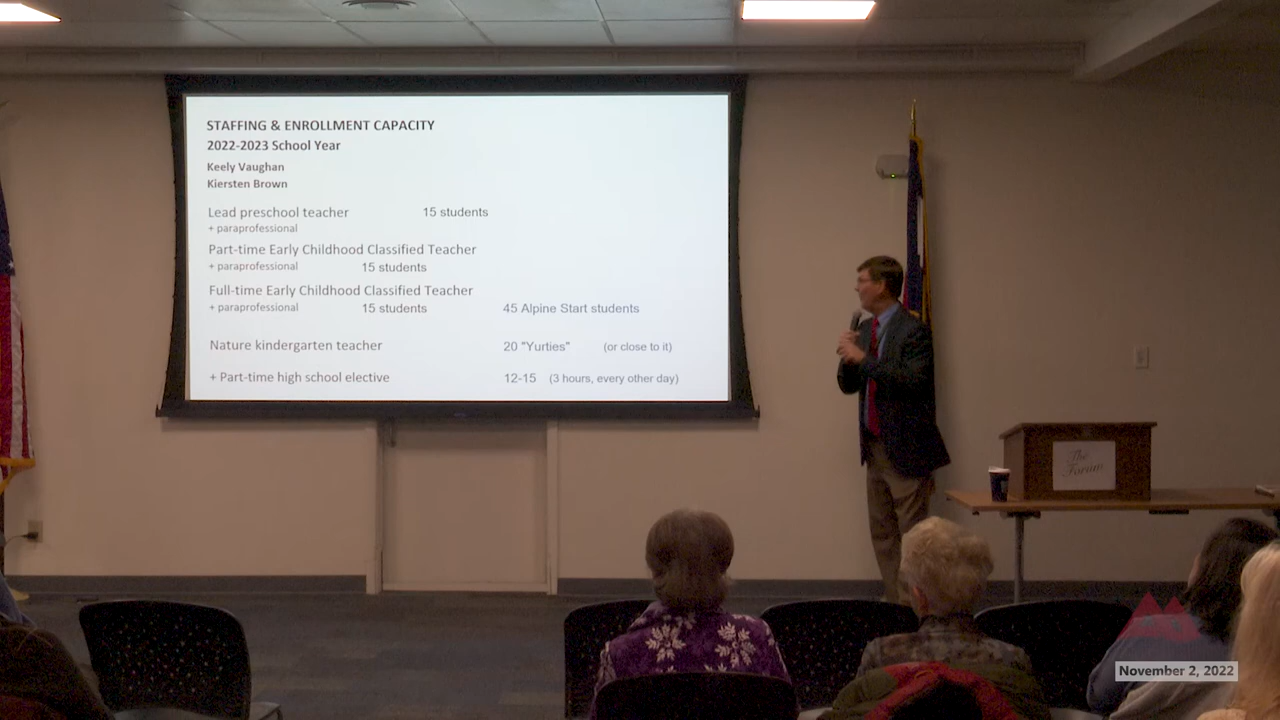 STAFFING & ENROLLMENT CAPACITY
2022-2023 School Year
Keely Vaughan
Kiersten Brown
Lead preschool teacher 15 students
+ paraprofessional
Part-time Early Childhood Classified Teacher
+ paraprofessional 15 students
Full-time Early Childhood Classified Teacher
+ paraprofessional 15 students 45 Alpine Start students
Nature kindergarten teacher 20 "Yurties" (or close to it)
+ Part-time high school elective 12-15 (3 hours, every other day)
The
Forum
November 2, 2022